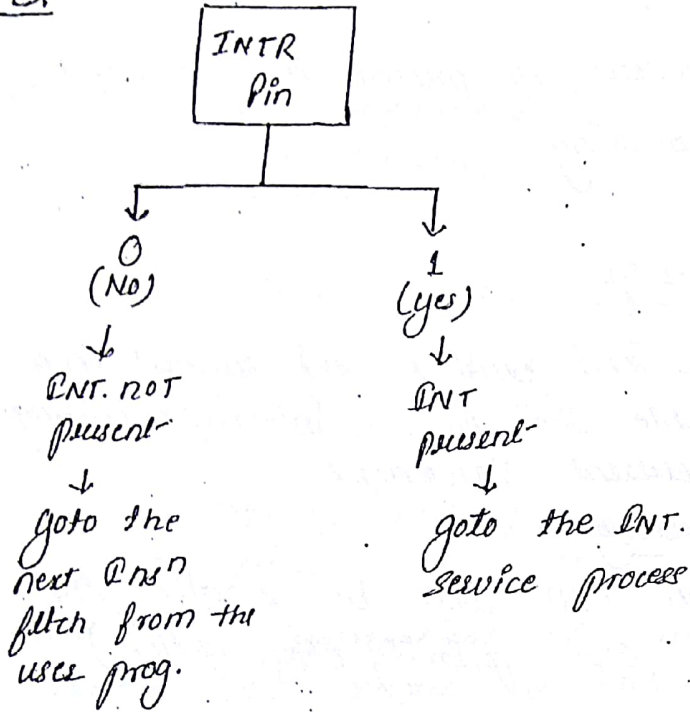 INTR
Pin
0
(No)
INT. not
present
goto the
next Insn
fetch from the
user prog.
1
(yes)
INT
present
goto the INT.
service process